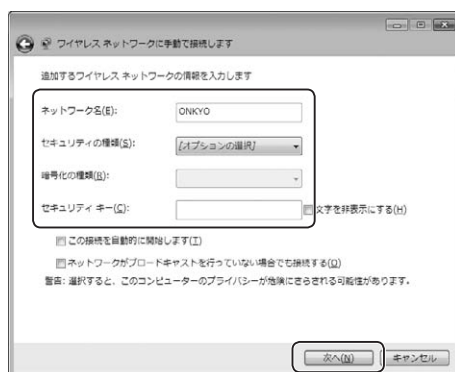 ワイヤレス ネットワークに手動で接続します
追加するワイヤレス ネットワークの情報を入力します
ネットワーク名(E):
ONKYO
セキュリティの種類(S):
[オプションの選択]
暗号化の種類(R):
セキュリティ キー(C):
文字を非表示にする(H)
この接続を自動的に開始します(T)
ネットワークがブロードキャストを行っていない場合でも接続する(O)
警告: 選択すると、このコンピューターのプライバシーが危険にさらされる可能性があります。
次へ(N)
キャンセル